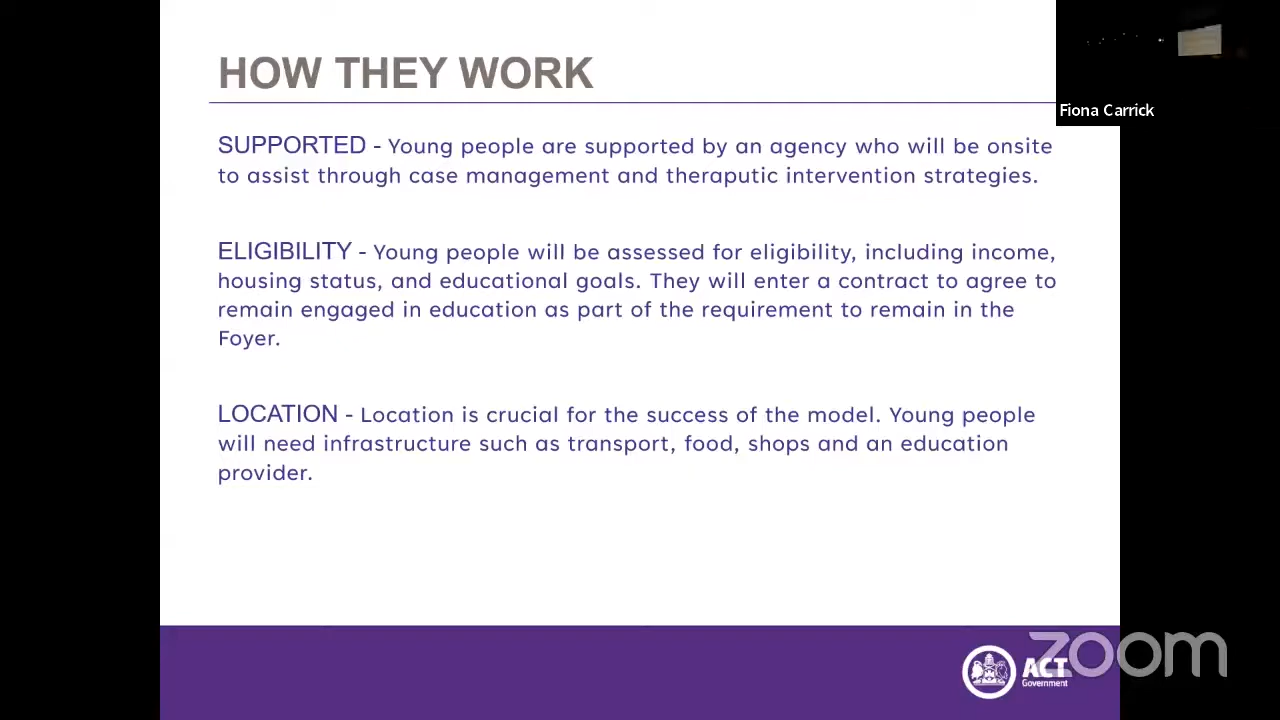 HOW THEY WORK
Fiona Carrick
SUPPORTED - Young people are supported by an agency who will be onsite
to assist through case management and theraputic intervention strategies.
ELIGIBILITY - Young people will be assessed for eligibility, including income,
housing status, and educational goals. They will enter a contract to agree to
remain engaged in education as part of the requirement to remain in the
Foyer.
LOCATION - Location is crucial for the success of the model. Young people
will need infrastructure such as transport, food, shops and an education
provider.
ACT
Government
zoom